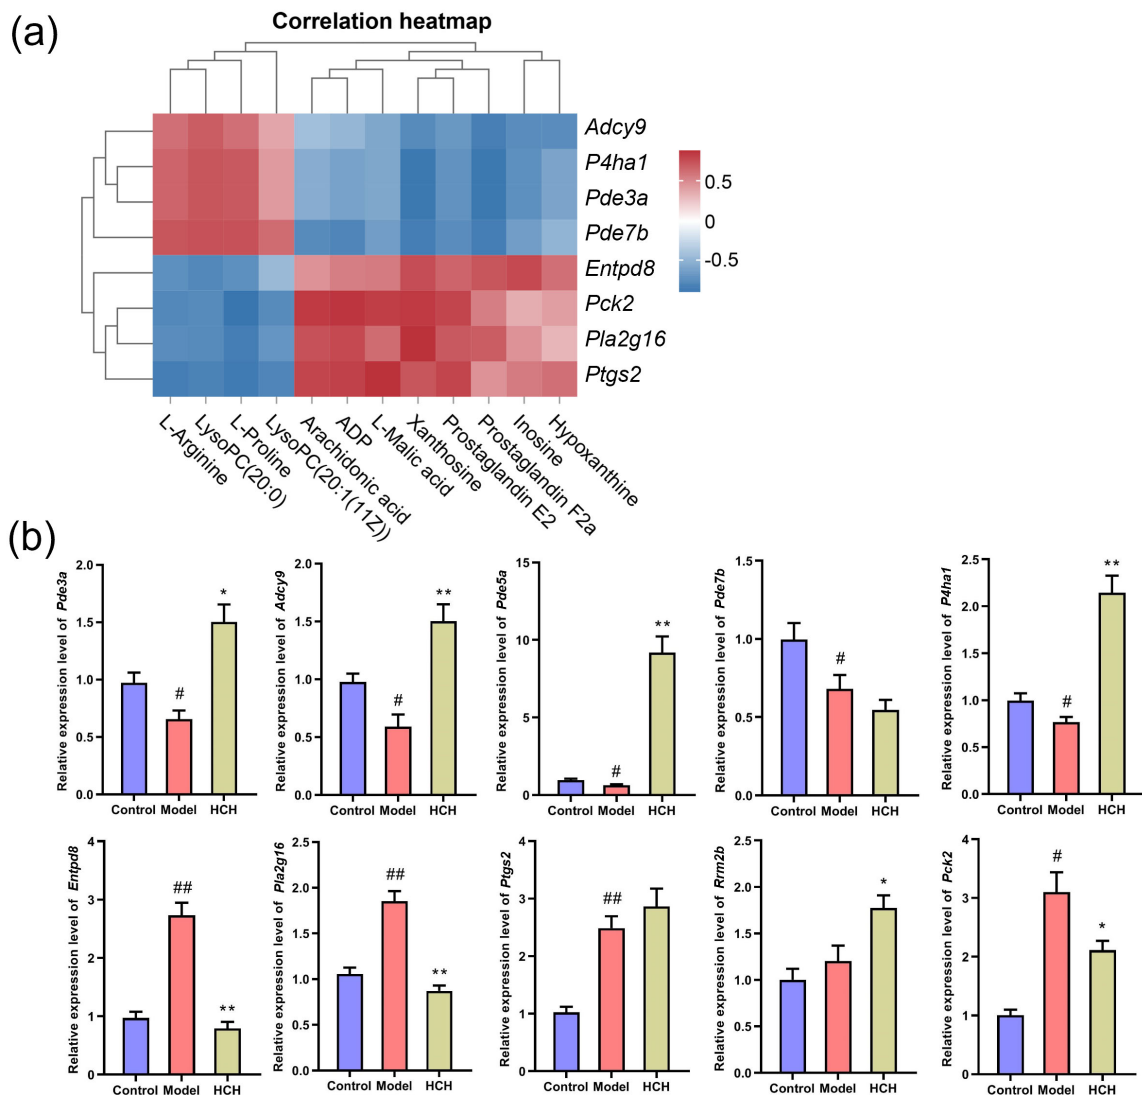 (a)
Correlation heatmap
Adcy9
P4ha1
Pde3a
Pde7b
Entpd8
Pck2
Pla2g16
Ptgs2
0.5
0
-0.5
L-Arginine
LysoPC(20:0)
L-Proline
LysoPC(20:1(11Z))
Arachidonic acid
ADP
L-Malic acid
Xanthosine
Prostaglandin E2
Prostaglandin F2a
Inosine
Hypoxanthine
(b)
Relative expression level of Pde3a
2.0
1.5
1.0
0.5
0.0
#
*
Control Model HCH
Relative expression level of Adcy9
2.0
1.5
1.0
0.5
0.0
#
**
Control Model HCH
Relative expression level of Pde5a
15
10
5
0
#
**
Control Model HCH
Relative expression level of Pde7b
1.5
1.0
0.5
0.0
#
Control Model HCH
Relative expression level of P4ha1
2.5
2.0
1.5
1.0
0.5
0.0
#
**
Control Model HCH
Relative expression level of Entpd8
4
3
2
1
0
##
**
Control Model HCH
Relative expression level of Pla2g16
2.5
2.0
1.5
1.0
0.5
0.0
##
**
Control Model HCH
Relative expression level of Ptgs2
4
3
2
1
0
##
Control Model HCH
Relative expression level of Rrm2b
2.5
2.0
1.5
1.0
0.5
0.0
*
Control Model HCH
Relative expression level of Pck2
4
3
2
1
0
#
*
Control Model HCH